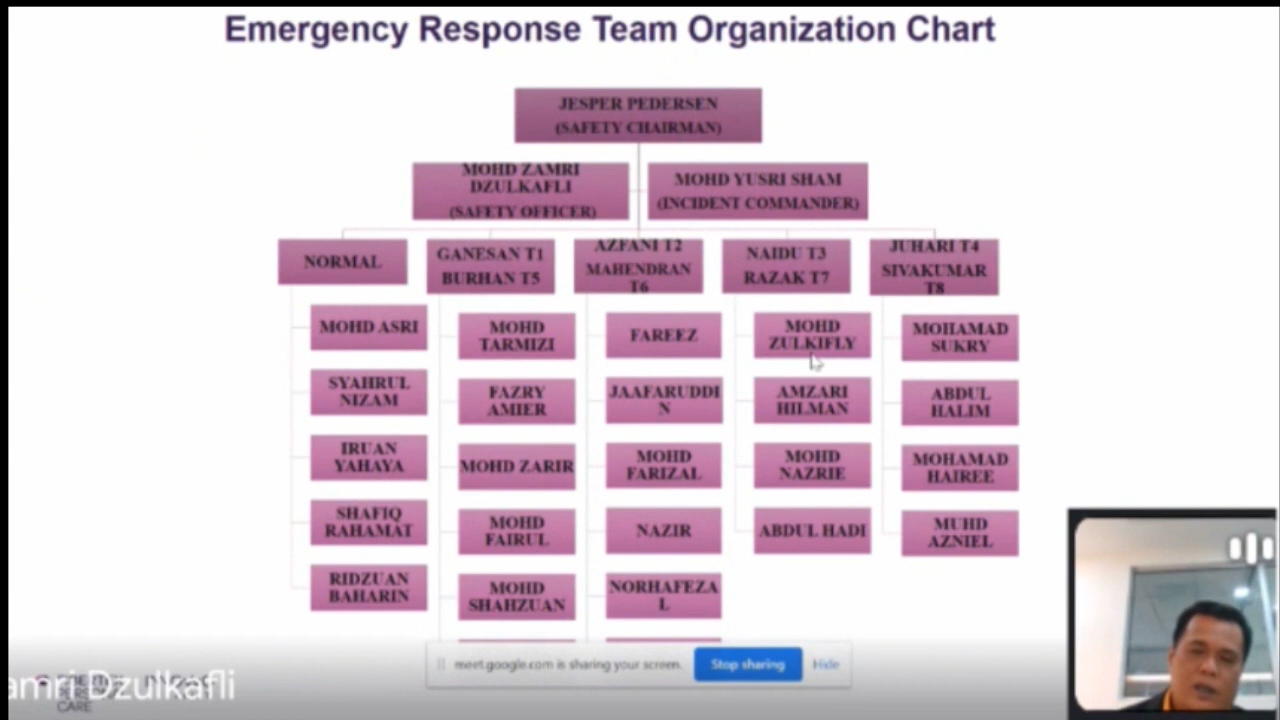 Emergency Response Team Organization Chart
JESPER PEDERSEN
(SAFETY CHAIRMAN)
MOHD ZAMRI
DZULKAFLI
(SAFETY OFFICER)
MOHD YUSRI SHAM
(INCIDENT COMMANDER)
NORMAL
MOHD ASRI
SYAHRUL
NIZAM
IRUAN
YAHAYA
SHAFIQ
RAHAMAT
RIDZUAN
BAHARIN
GANESAN T1
BURHAN T5
MOHD
TARMIZI
FAZRY
AMIER
MOHD ZARIR
MOHD
FAIRUL
MOHD
SHAHZUAN
AZFANI T2
MAHENDRAN
T6
FAREEZ
JAAFARUDDI
N
MOHD
FARIZAL
NAZIR
NORHAFEZA
L
NAIDU T3
RAZAK T7
MOHD
ZULKIFLY
AMZARI
HILMAN
MOHD
NAZRIE
ABDUL HADI
JUHARI T4
SIVAKUMAR
T8
MOHAMAD
SUKRY
ABDUL
HALIM
MOHAMAD
HAIREE
MUHD
AZNIEL
meet.google.com is sharing your screen.
Stop sharing
Hide
amri Dzulkafli
CARE